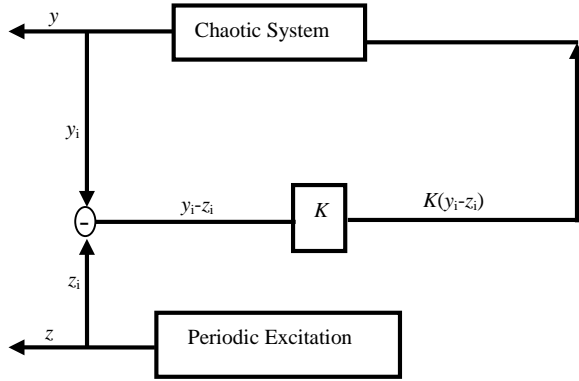 y
Chaotic System
yi
-
yi-zi
K
K(yi-zi)
zi
z
Periodic Excitation